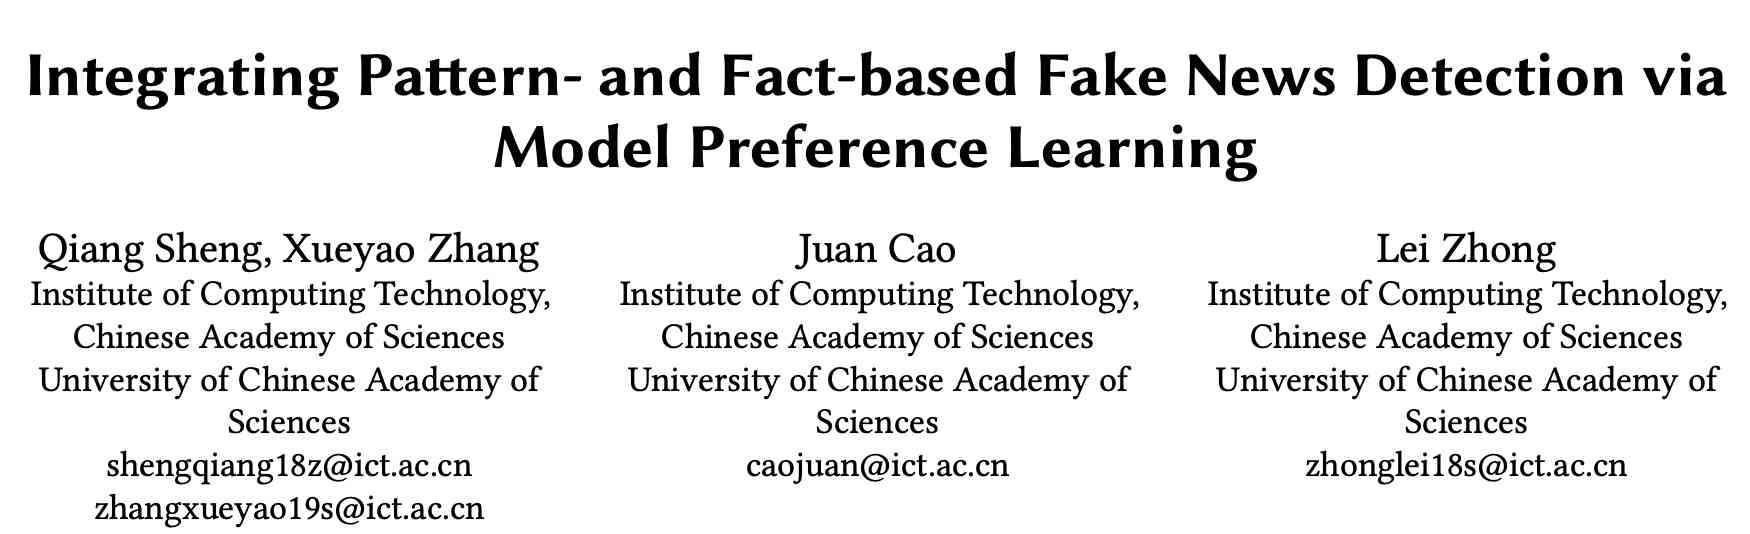 Integrating Pattern- and Fact-based Fake News Detection via
Model Preference Learning
Qiang Sheng, Xueyao Zhang
Institute of Computing Technology,
Chinese Academy of Sciences
University of Chinese Academy of
Sciences
shengqiang18z@ict.ac.cn
zhangxueyao19s@ict.ac.cn
Juan Cao
Institute of Computing Technology,
Chinese Academy of Sciences
University of Chinese Academy of
Sciences
caojuan@ict.ac.cn
Lei Zhong
Institute of Computing Technology,
Chinese Academy of Sciences
University of Chinese Academy of
Sciences
zhonglei18s@ict.ac.cn